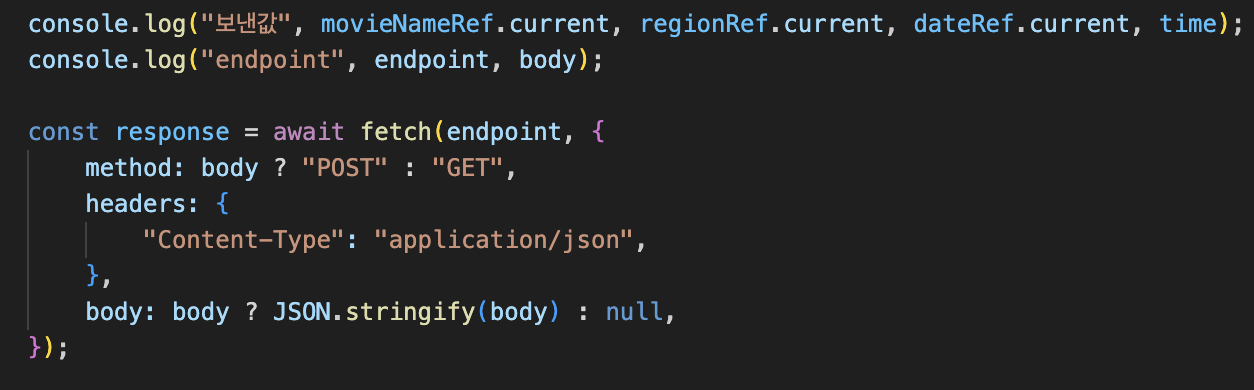 console.log("보낸값", movieNameRef.current, regionRef.current, dateRef.current, time);
console.log("endpoint", endpoint, body);
const response = await fetch(endpoint, {
method: body ? "POST" : "GET",
headers: {
"Content-Type": "application/json",
},
body: body ? JSON.stringify(body) : null,
});